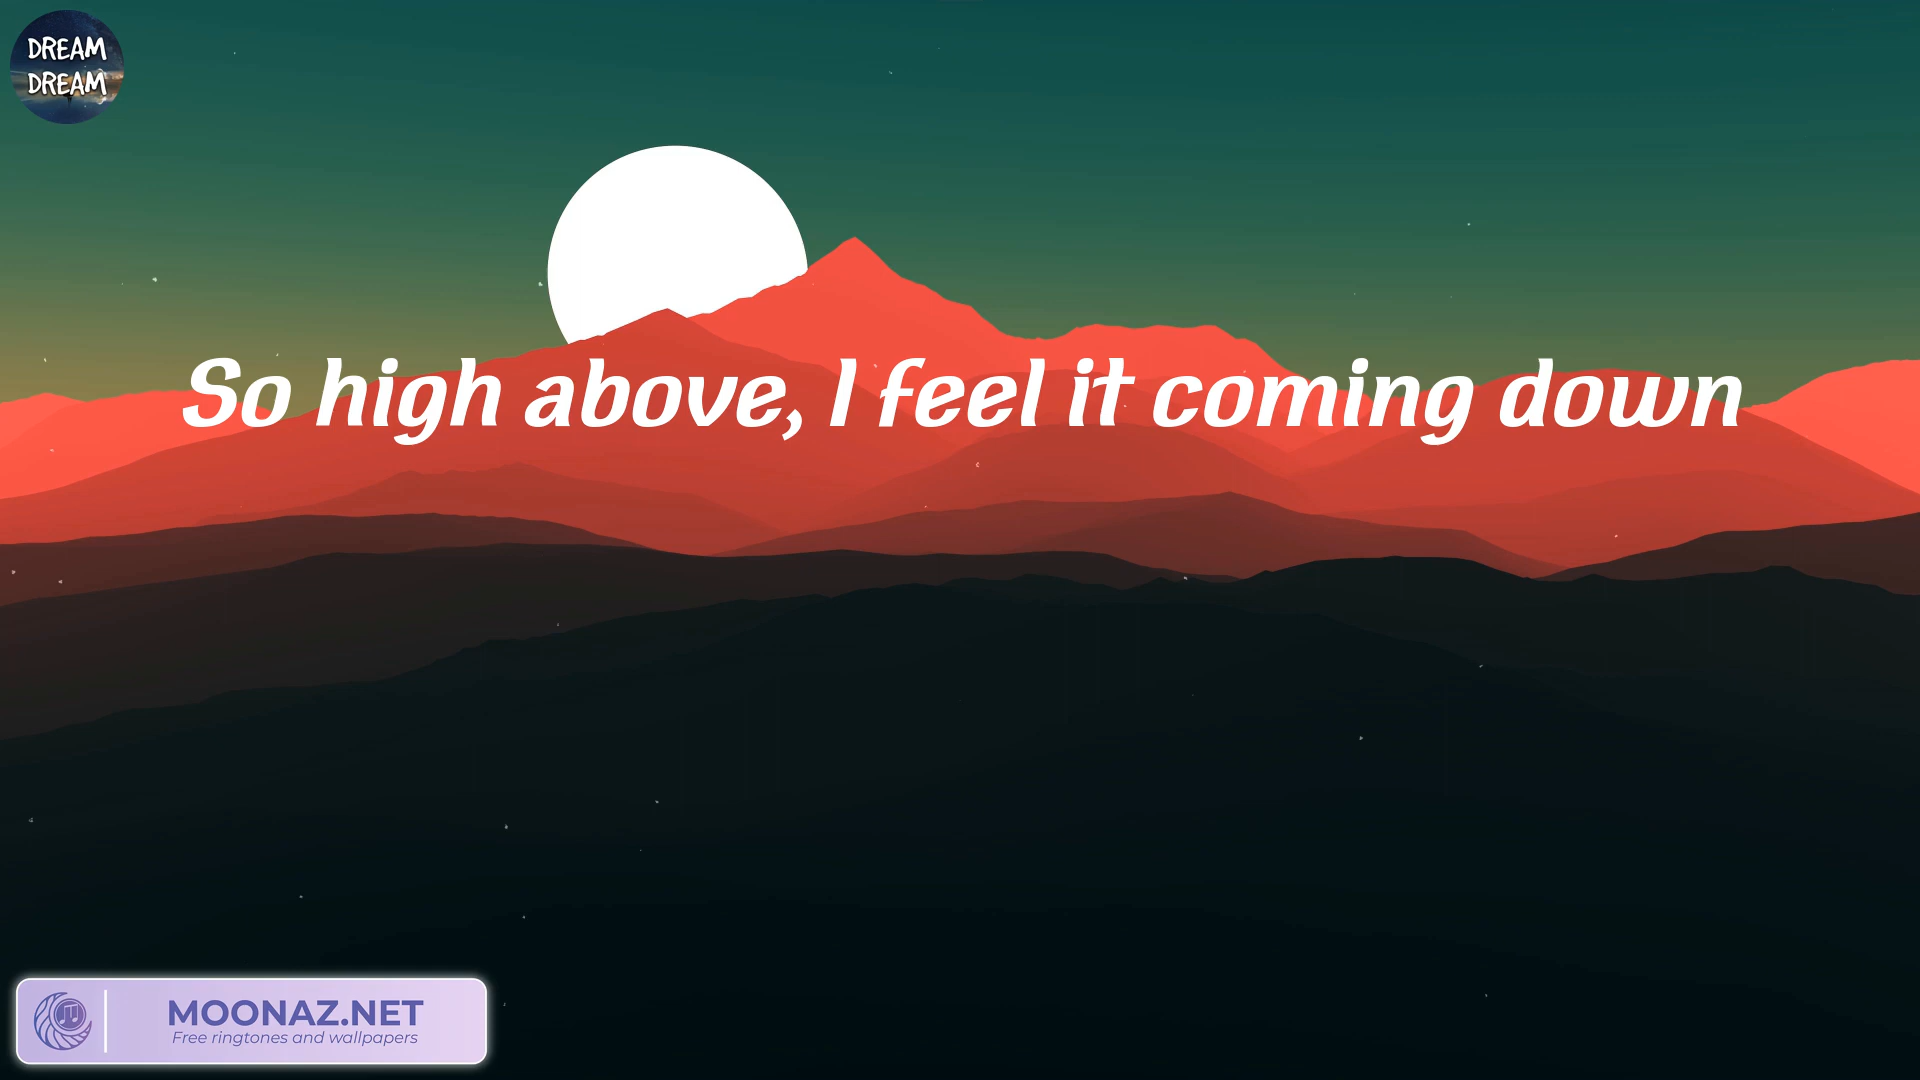 DREAM
DREAM
So high above, I feel it coming down
MOONAZ.NET
Free ringtones and wallpapers